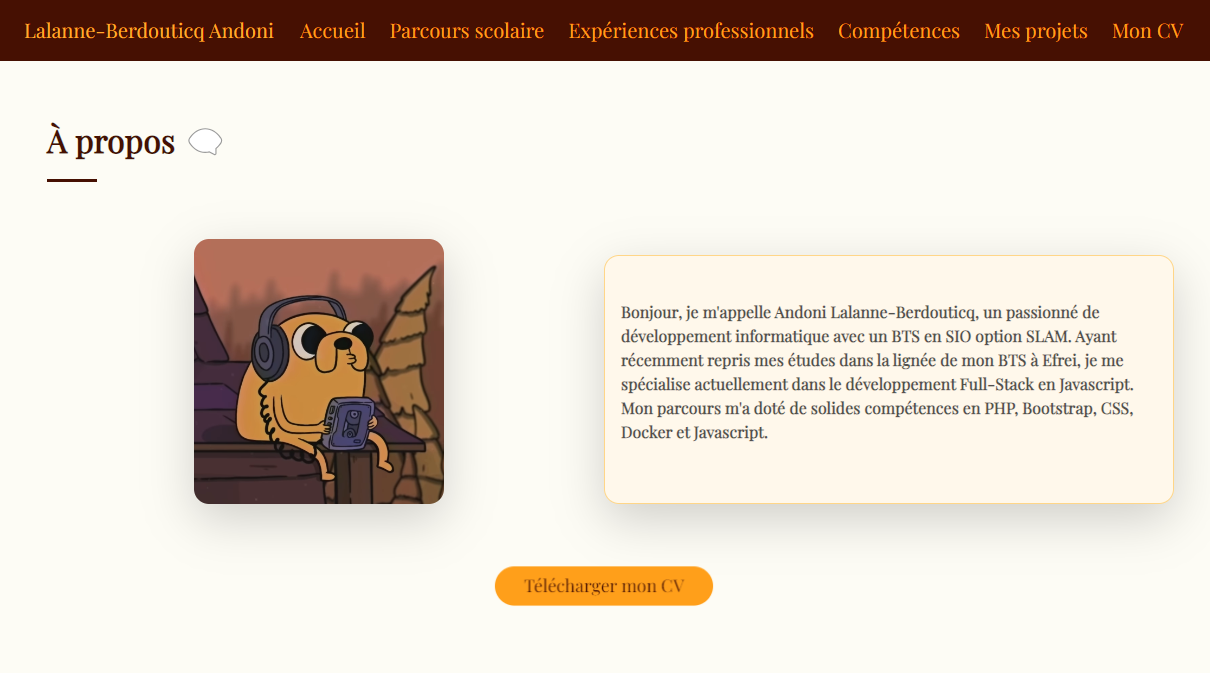 Lalanne-Berdouticq Andoni Accueil Parcours scolaire Expériences professionnels Compétences Mes projets Mon CV
À propos
Bonjour, je m'appelle Andoni Lalanne-Berdouticq, un passionné de
développement informatique avec un BTS en SIO option SLAM. Ayant
récemment repris mes études dans la lignée de mon BTS à Efrei, je me
spécialise actuellement dans le développement Full-Stack en Javascript.
Mon parcours m'a doté de solides compétences en PHP, Bootstrap, CSS,
Docker et Javascript.
Télécharger mon CV